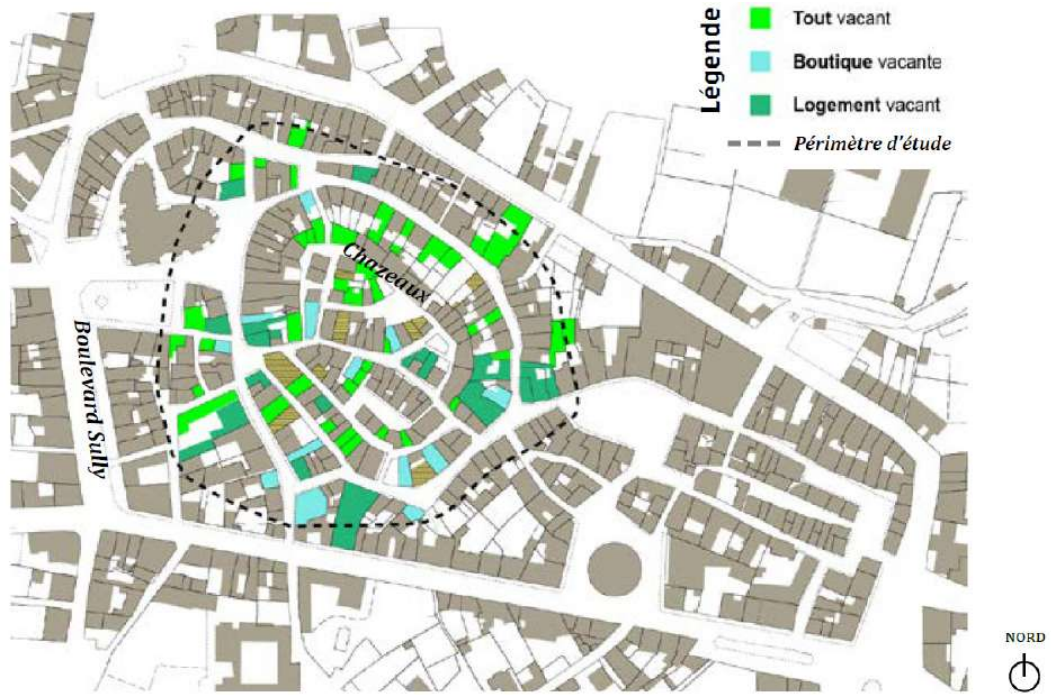 Légende
Tout vacant
Boutique vacante
Logement vacant
Périmètre d'étude
Chazeaux
Boulevard Sully
NORD